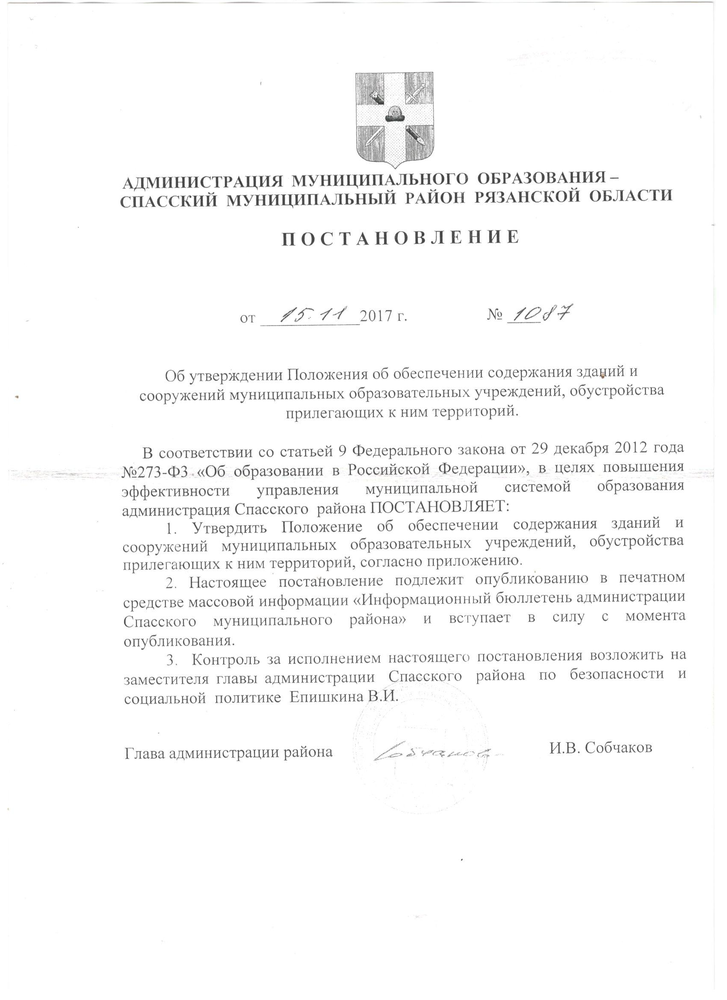 АДМИНИСТРАЦИЯ МУНИЦИПАЛЬНОГО ОБРАЗОВАНИЯ –
СПАССКИЙ МУНИЦИПАЛЬНЫЙ РАЙОН РЯЗАНСКОЙ ОБЛАСТИ
П О С Т А Н О В Л Е Н И Е
от 15.11 2017 г. № 1087
Об утверждении Положения об обеспечении содержания зданий и
сооружений муниципальных образовательных учреждений, обустройства
прилегающих к ним территорий.
В соответствии со статьей 9 Федерального закона от 29 декабря 2012 года
№273-ФЗ «Об образовании в Российской Федерации», в целях повышения
эффективности управления муниципальной системой образования
администрация Спасского района ПОСТАНОВЛЯЕТ:
1. Утвердить Положение об обеспечении содержания зданий и
сооружений муниципальных образовательных учреждений, обустройства
прилегающих к ним территорий, согласно приложению.
2. Настоящее постановление подлежит опубликованию в печатном
средстве массовой информации «Информационный бюллетень администрации
Спасского муниципального района» и вступает в силу с момента
опубликования.
3. Контроль за исполнением настоящего постановления возложить на
заместителя главы администрации Спасского района по безопасности и
социальной политике Епишкина В.И.
Глава администрации района Собчаков И.В. Собчаков